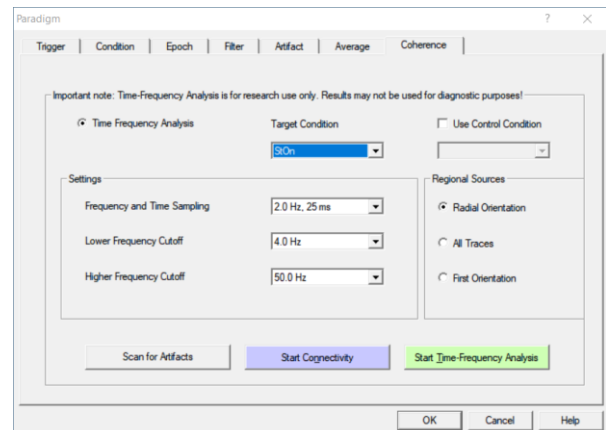 Paradigm
?
Trigger Condition Epoch Filter Artifact Average Coherence
Important note: Time-Frequency Analysis is for research use only. Results may not be used for diagnostic purposes!
Time Frequency Analysis Target Condition Use Control Condition
StOn
Settings Regional Sources
Frequency and Time Sampling 2.0 Hz, 25 ms Radial Orientation
Lower Frequency Cutoff 4.0 Hz All Traces
Higher Frequency Cutoff 50.0 Hz First Orientation
Scan for Artifacts Start Connectivity Start Time-Frequency Analysis
OK Cancel Help